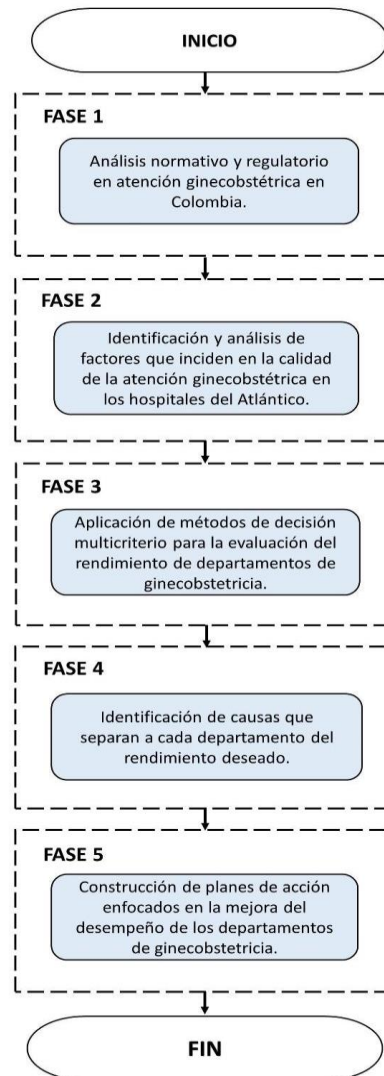 INICIO
FASE 1
Análisis normativo y regulatorio
en atención ginecobstétrica en
Colombia.
FASE 2
Identificación y análisis de
factores que inciden en la calidad
de la atención ginecobstétrica en
los hospitales del Atlántico.
FASE 3
Aplicación de métodos de decisión
multicriterio para la evaluación del
rendimiento de departamentos de
ginecobstetricia.
FASE 4
Identificación de causas que
separan a cada departamento del
rendimiento deseado.
FASE 5
Construcción de planes de acción
enfocados en la mejora del
desempeño de los departamentos
de ginecobstetricia.
FIN